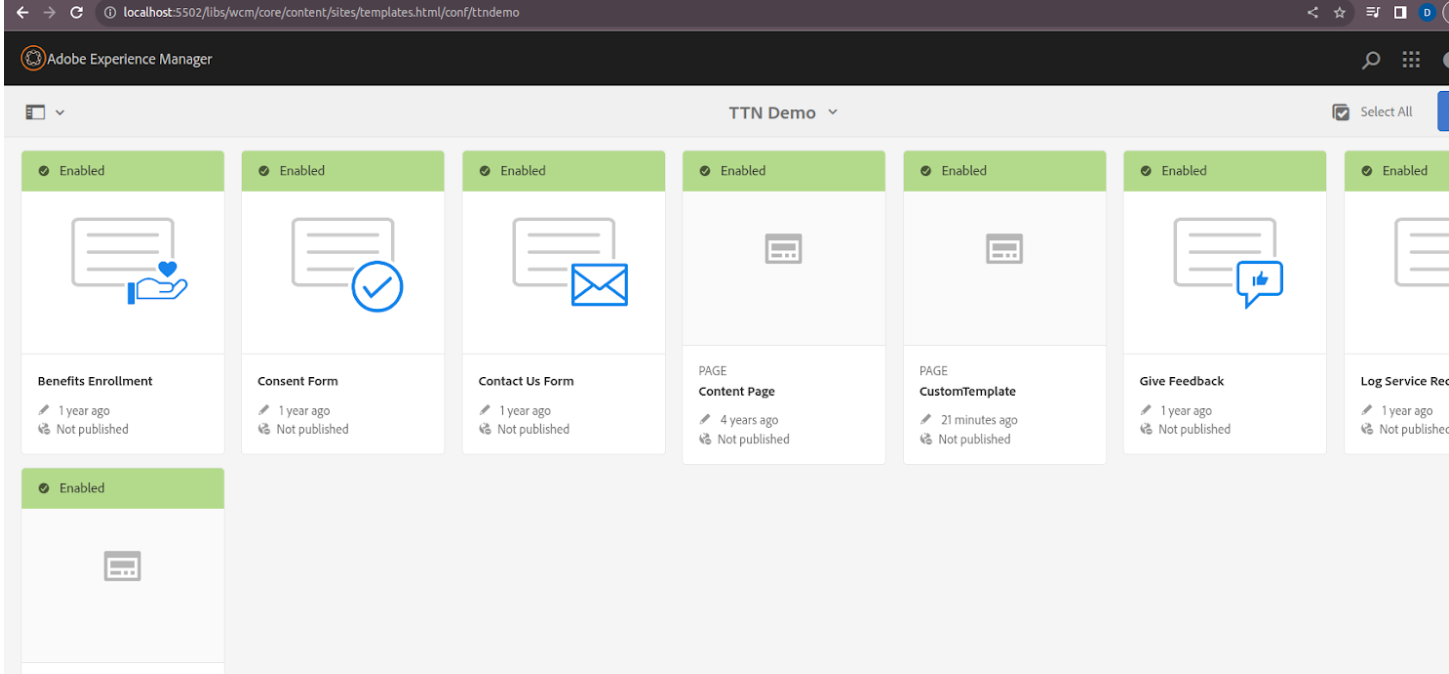 localhost:5502/libs/wcm/core/content/sites/templates.html/conf/ttndemo
D
Adobe Experience Manager
TTN Demo
Select All
Enabled Enabled Enabled Enabled Enabled Enabled Enabled
Benefits Enrollment
1 year ago
Not published
Consent Form
1 year ago
Not published
Contact Us Form
1 year ago
Not published
PAGE
Content Page
4 years ago
Not published
PAGE
CustomTemplate
21 minutes ago
Not published
Give Feedback
1 year ago
Not published
Log Service Rec
1 year ago
Not published
Enabled